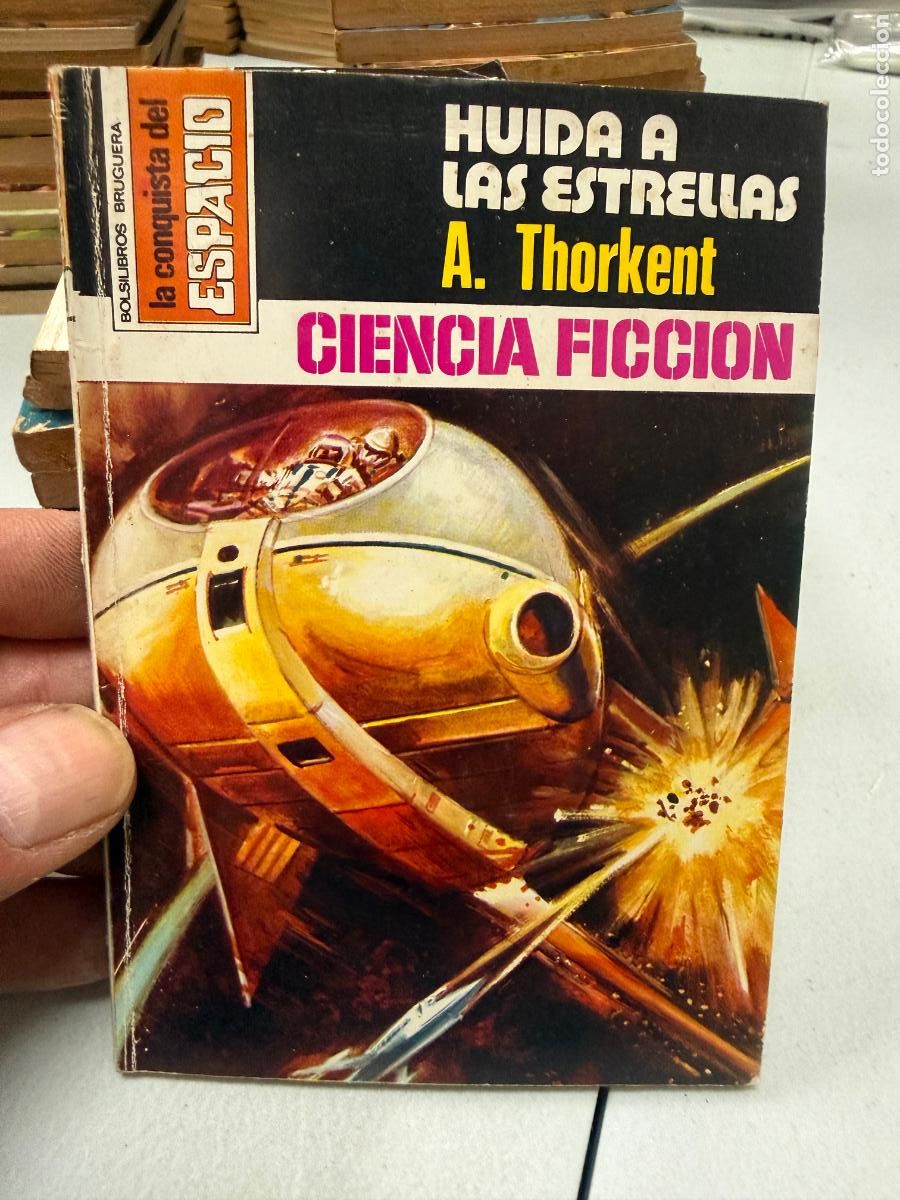 BOLSILIBROS BRUGUERA
la conquista del
ESPACIO
HUIDA A
LAS ESTRELLAS
A. Thorkent
CIENCIA FICCION
todocoleccion